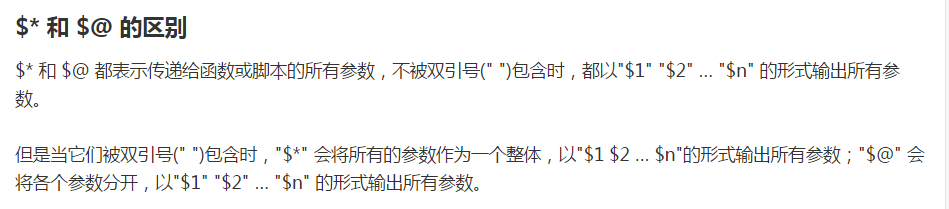 $* 和 $@ 的区别
$* 和 $@ 都表示传递给函数或脚本的所有参数，不被双引号(" ")包含时，都以"$1" "$2" … "$n" 的形式输出所有参
数。
但是当它们被双引号(" ")包含时，"$*" 会将所有的参数作为一个整体，以"$1 $2 … $n"的形式输出所有参数；"$@" 会
将各个参数分开，以"$1" "$2" … "$n" 的形式输出所有参数。